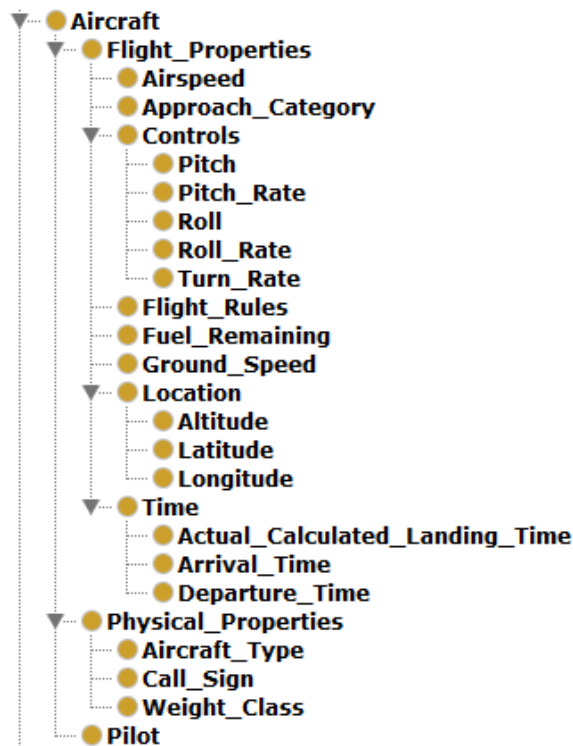 Aircraft
Flight_Properties
Airspeed
Approach_Category
Controls
Pitch
Pitch_Rate
Roll
Roll_Rate
Turn_Rate
Flight_Rules
Fuel_Remaining
Ground_Speed
Location
Altitude
Latitude
Longitude
Time
Actual_Calculated_Landing_Time
Arrival_Time
Departure_Time
Physical_Properties
Aircraft_Type
Call_Sign
Weight_Class
Pilot